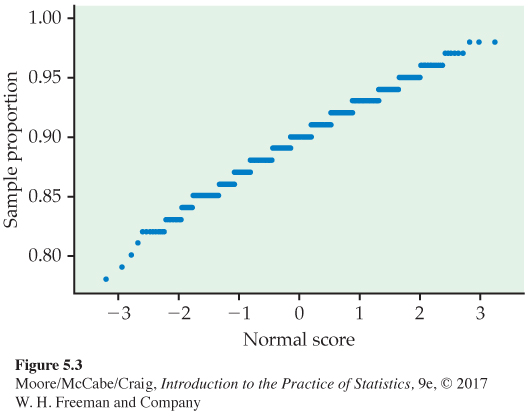 1.00
0.95
0.90
0.85
0.80
Sample proportion
−3 −2 −1 0 1 2 3
Normal score
Figure 5.3
Moore/McCabe/Craig, Introduction to the Practice of Statistics, 9e, © 2017
W. H. Freeman and Company